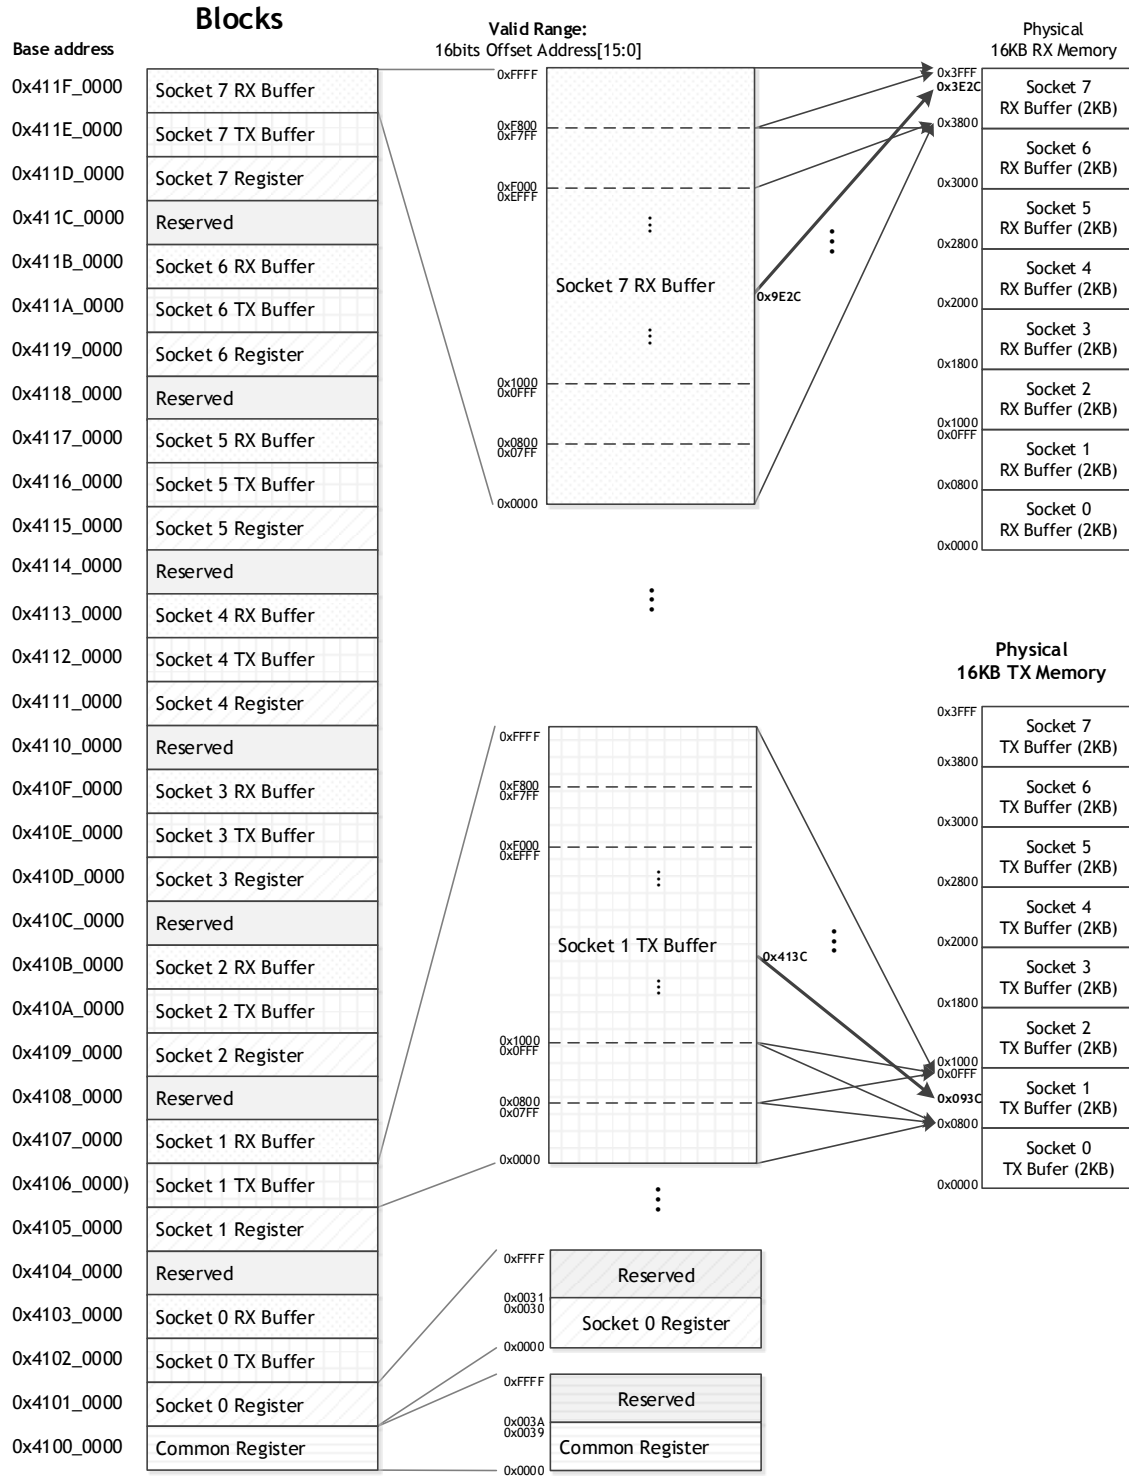 Blocks
Base address
0x411F_0000
Socket 7 RX Buffer
0x411E_0000
Socket 7 TX Buffer
0x411D_0000
Socket 7 Register
0x411C_0000
Reserved
0x411B_0000
Socket 6 RX Buffer
0x411A_0000
Socket 6 TX Buffer
0x4119_0000
Socket 6 Register
0x4118_0000
Reserved
0x4117_0000
Socket 5 RX Buffer
0x4116_0000
Socket 5 TX Buffer
0x4115_0000
Socket 5 Register
0x4114_0000
Reserved
0x4113_0000
Socket 4 RX Buffer
0x4112_0000
Socket 4 TX Buffer
0x4111_0000
Socket 4 Register
0x4110_0000
Reserved
0x410F_0000
Socket 3 RX Buffer
0x410E_0000
Socket 3 TX Buffer
0x410D_0000
Socket 3 Register
0x410C_0000
Reserved
0x410B_0000
Socket 2 RX Buffer
0x410A_0000
Socket 2 TX Buffer
0x4109_0000
Socket 2 Register
0x4108_0000
Reserved
0x4107_0000
Socket 1 RX Buffer
0x4106_0000)
Socket 1 TX Buffer
0x4105_0000
Socket 1 Register
0x4104_0000
Reserved
0x4103_0000
Socket 0 RX Buffer
0x4102_0000
Socket 0 TX Buffer
0x4101_0000
Socket 0 Register
0x4100_0000
Common Register
Valid Range:
16bits Offset Address[15:0]
0xFFFF
0xF800
0xF7FF
0xF000
0xEFFF
Socket 7 RX Buffer
0x9E2C
0x1000
0x0FFF
0x0800
0x07FF
0x0000
Physical
16KB RX Memory
0x3FFF
0x3E2C
Socket 7
RX Buffer (2KB)
0x3800
Socket 6
RX Buffer (2KB)
0x3000
Socket 5
RX Buffer (2KB)
0x2800
Socket 4
RX Buffer (2KB)
0x2000
Socket 3
RX Buffer (2KB)
0x1800
Socket 2
RX Buffer (2KB)
0x1000
0x0FFF
Socket 1
RX Buffer (2KB)
0x0800
Socket 0
RX Buffer (2KB)
0x0000
0xFFFF
0xF800
0xF7FF
0xF000
0xEFFF
Socket 1 TX Buffer
0x413C
0x1000
0x0FFF
0x0800
0x07FF
0x0000
Physical
16KB TX Memory
0x3FFF
Socket 7
TX Buffer (2KB)
0x3800
Socket 6
TX Buffer (2KB)
0x3000
Socket 5
TX Buffer (2KB)
0x2800
Socket 4
TX Buffer (2KB)
0x2000
Socket 3
TX Buffer (2KB)
0x1800
Socket 2
TX Buffer (2KB)
0x1000
0x0FFF
Socket 1
TX Buffer (2KB)
0x093C
0x0800
Socket 0
TX Bufer (2KB)
0x0000
0xFFFF
Reserved
0x0031
0x0030
Socket 0 Register
0x0000
0xFFFF
Reserved
0x003A
0x0039
Common Register
0x0000